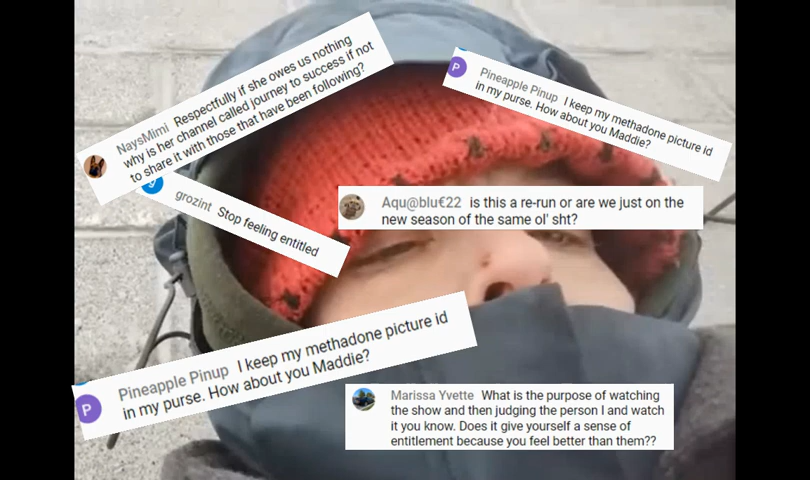 NaysMimi Respectfully if she owes us nothing
why is her channel called journey to success if not
to share it with those that have been following?
P Pineapple Pinup I keep my methadone picture id
in my purse. How about you Maddie?
grozint Stop feeling entitled
Aqu@blu€22 is this a re-run or are we just on the
new season of the same ol' sht?
P Pineapple Pinup I keep my methadone picture id
in my purse. How about you Maddie?
Marissa Yvette What is the purpose of watching
the show and then judging the person I and watch
it you know. Does it give yourself a sense of
entitlement because you feel better than them??